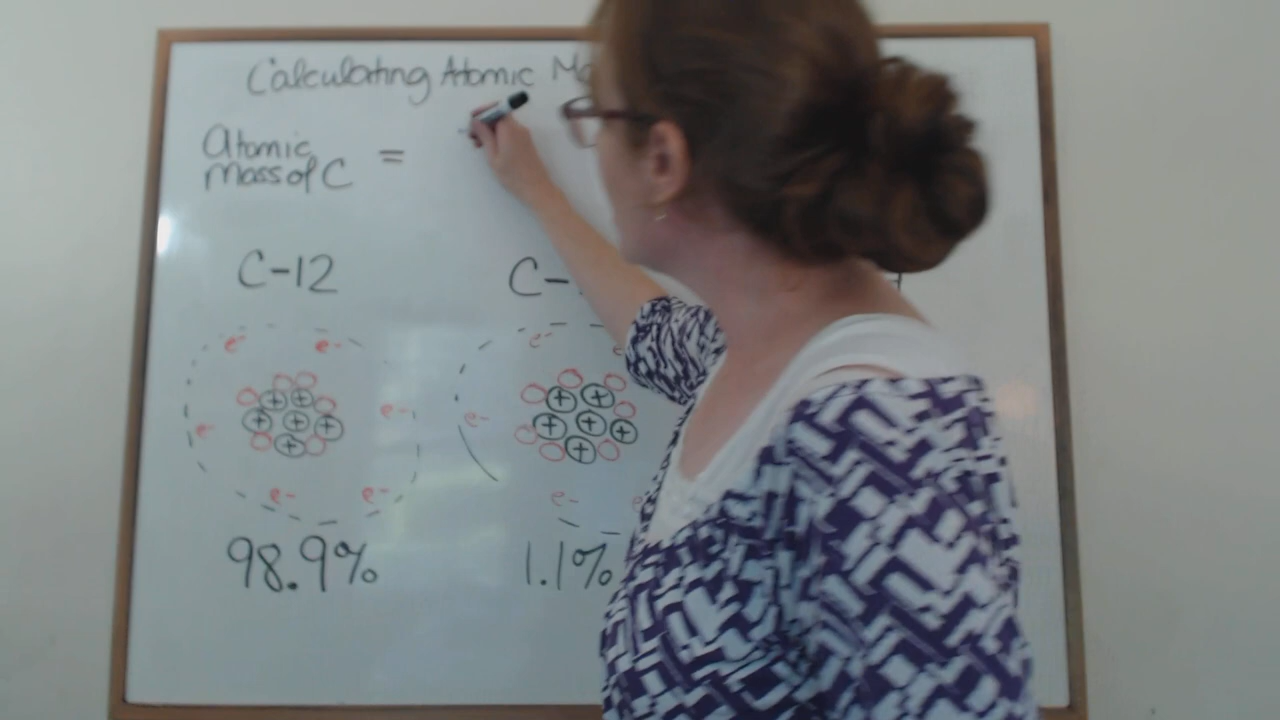 Calculating Atomic
Atomic
Mass of C =
C-12
C-
e- e- e-
e- e- e-
e- e-
e-
+ + + + + +
+ + + + + +
98.9%
1.1%